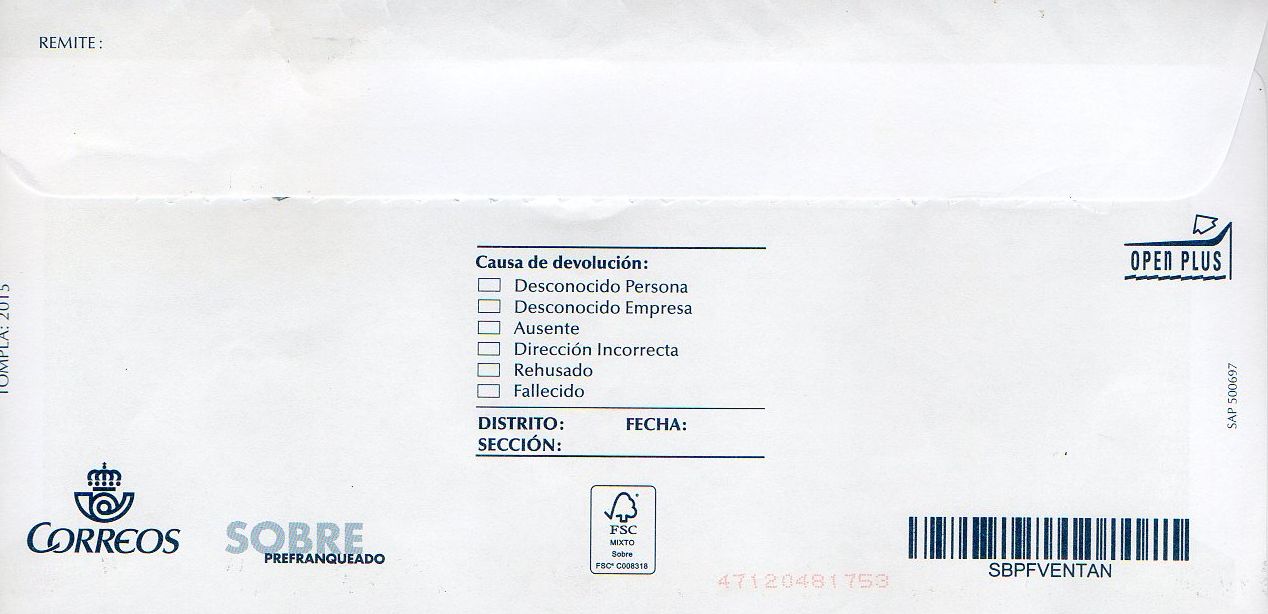 REMITE:
OPEN PLUS
Causa de devolución:
Desconocido Persona
Desconocido Empresa
Ausente
Dirección Incorrecta
Rehusado
Fallecido
DISTRITO: FECHA:
SECCIÓN:
TOMPLA: 2015
SAP 500697
CORREOS
SOBRE
PREFRANQUEADO
FSC
MIXTO
Sobre
FSC® C008318
SBPFVENTAN
47120481753